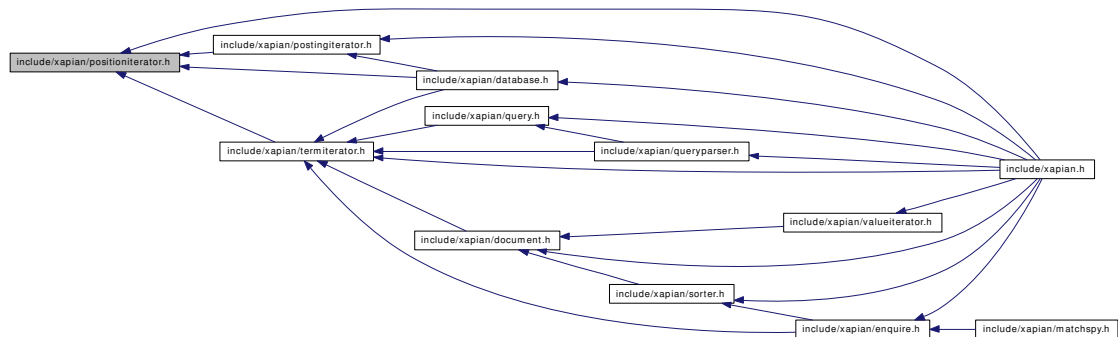 include/xapian/positioniterator.h
include/xapian/postingiterator.h
include/xapian/database.h
include/xapian/query.h
include/xapian/termiterator.h
include/xapian/queryparser.h
include/xapian.h
include/xapian/valueiterator.h
include/xapian/document.h
include/xapian/sorter.h
include/xapian/enquire.h
include/xapian/matchspy.h